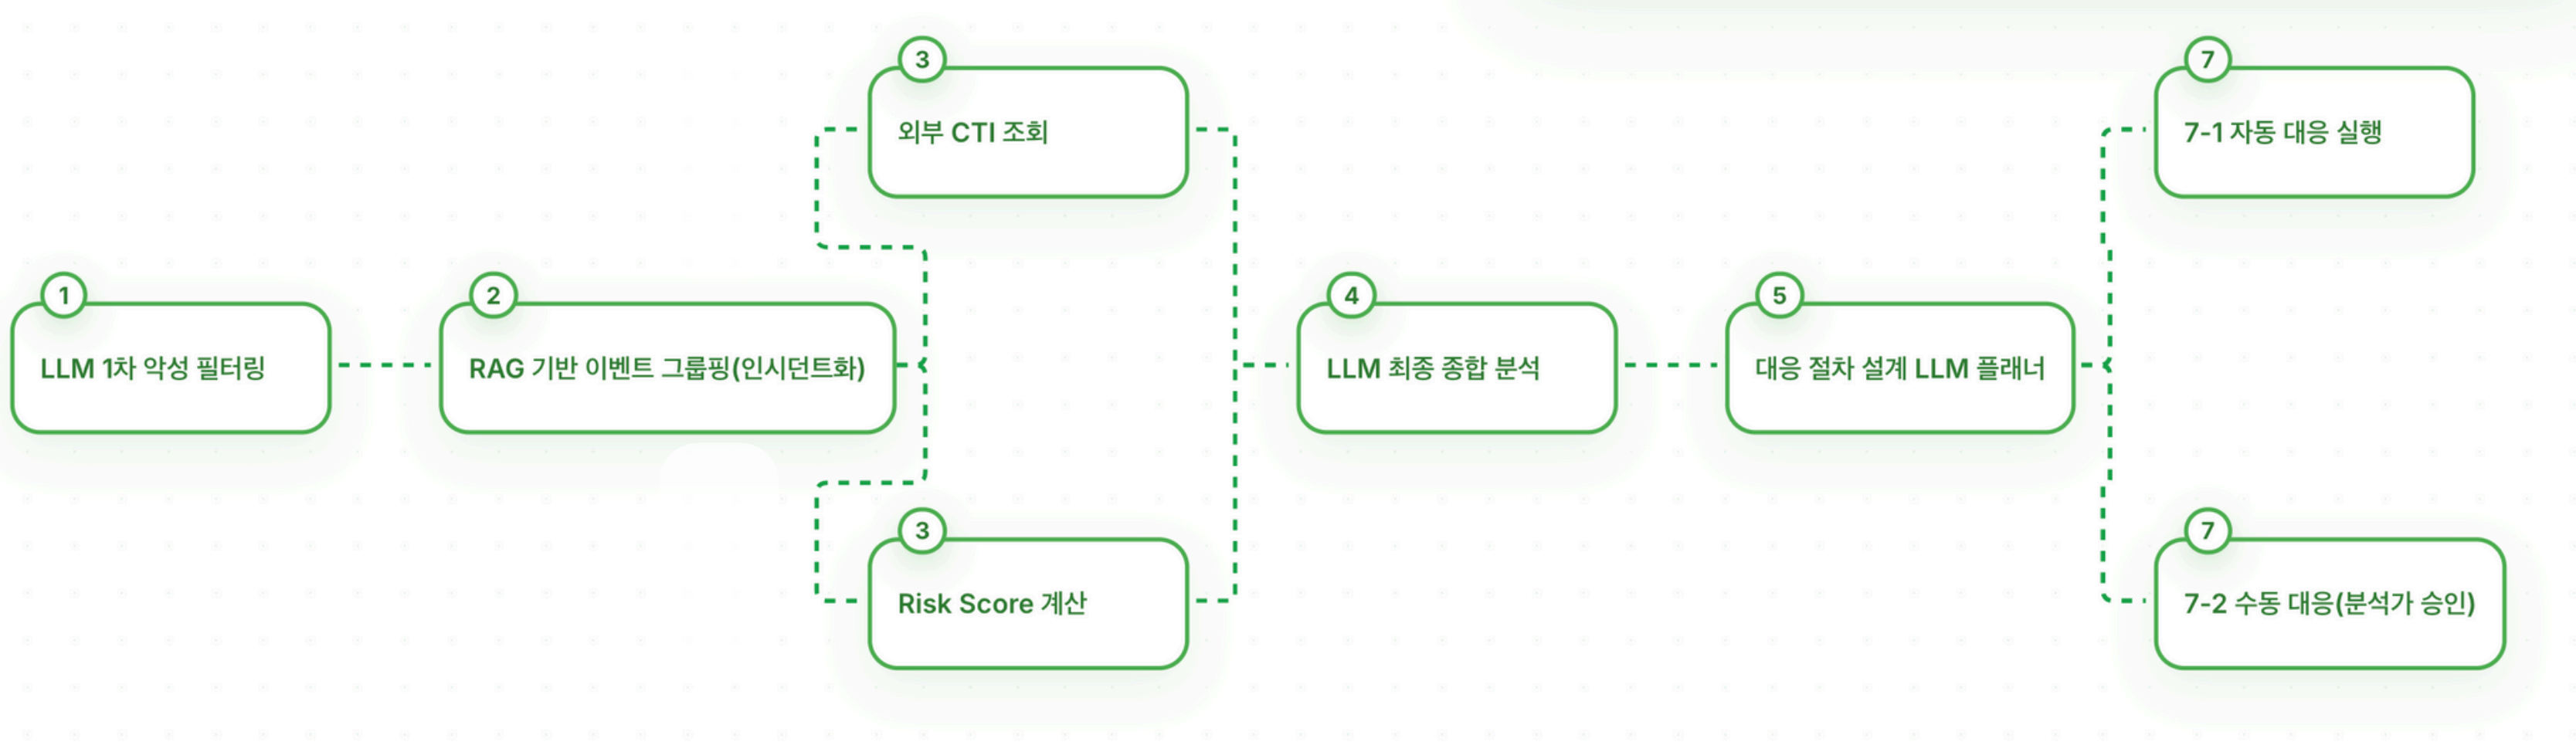 1
LLM 1차 악성 필터링
2
RAG 기반 이벤트 그룹핑(인시던트화)
3
외부 CTI 조회
3
Risk Score 계산
4
LLM 최종 종합 분석
5
대응 절차 설계 LLM 플래너
7
7-1 자동 대응 실행
7
7-2 수동 대응(분석가 승인)